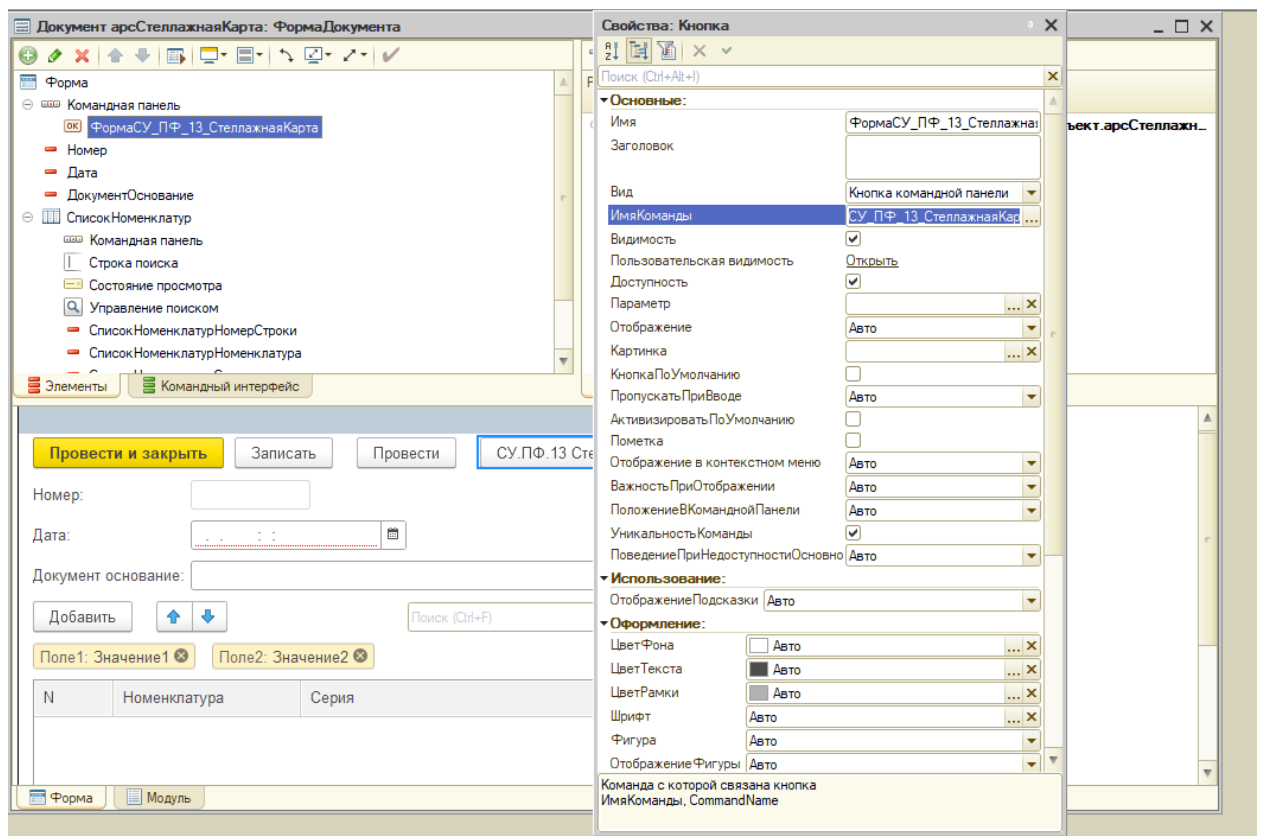 Документ арсСтеллажнаяКарта: ФормаДокумента
Форма
Командная панель
OK ФормаСУ_ПФ_13_СтеллажнаяКарта
Номер
Дата
ДокументОснование
СписокНоменклатур
Командная панель
Строка поиска
Состояние просмотра
Управление поиском
СписокНоменклатурНомерСтроки
СписокНоменклатурНоменклатура
Элементы
Командный интерфейс
Провести и закрыть
Записать
Провести
СУ.ПФ.13 Сте
Номер:
Дата:
. . : :
Документ основание:
Добавить
Поиск (Ctrl+F)
Поле1: Значение1
Поле2: Значение2
N
Номенклатура
Серия
Форма
Модуль
Свойства: Кнопка
Поиск (Ctrl+Alt+I)
Основные:
Имя ФормаСУ_ПФ_13_Стеллажная
Заголовок
Вид Кнопка командной панели
ИмяКоманды СУ_ПФ_13_СтеллажнаяКар ...
Видимость
Пользовательская видимость Открыть
Доступность
Параметр ...
Отображение Авто
Картинка ...
КнопкаПоУмолчанию
ПропускатьПриВводе Авто
АктивизироватьПоУмолчанию
Пометка
Отображение в контекстном меню Авто
ВажностьПриОтображении Авто
ПоложениеВКоманднойПанели Авто
УникальностьКоманды
ПоведениеПриНедоступностиОсновно Авто
Использование:
ОтображениеПодсказки Авто
Оформление:
ЦветФона Авто ...
ЦветТекста Авто ...
ЦветРамки Авто ...
Шрифт Авто ...
Фигура Авто
ОтображениеФигуры Авто
Команда с которой связана кнопка
ИмяКоманды, CommandName
ъект.арсСтеллажн...